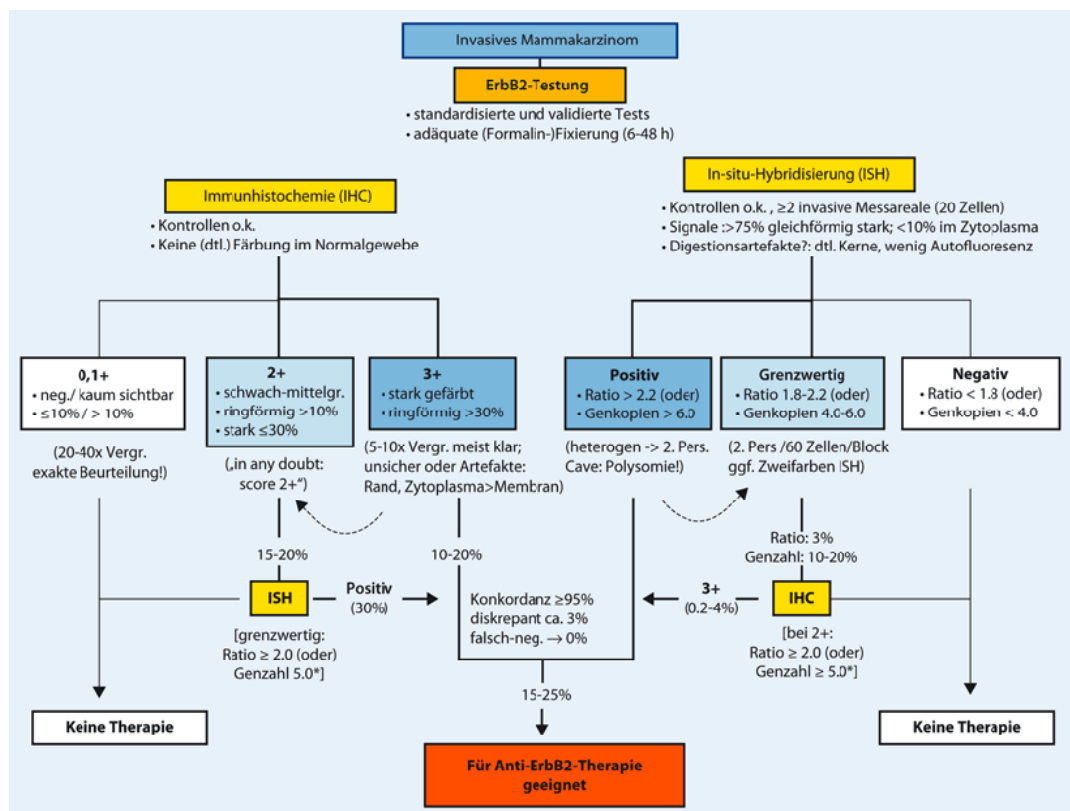 Invasives Mammakarzinom
ErbB2-Testung
• standardisierte und validierte Tests
• adäquate (Formalin-)Fixierung (6-48 h)
Immunhistochemie (IHC)
• Kontrollen o.k.
• Keine (dtl.) Färbung im Normalgewebe
In-situ-Hybridisierung (ISH)
• Kontrollen o.k. , ≥2 invasive Messareale (20 Zellen)
• Signale :>75% gleichförmig stark; <10% im Zytoplasma
• Digestionsartefakte?: dtl. Kerne, wenig Autofluoresenz
0,1+
• neg./ kaum sichtbar
• ≤10% / > 10%
(20-40x Vergr.
exakte Beurteilung!)
2+
• schwach-mittelgr.
• ringförmig >10%
• stark ≤30%
(„in any doubt:
score 2+“)
3+
• stark gefärbt
• ringförmig >30%
(5-10x Vergr. meist klar;
unsicher oder Artefakte:
Rand, Zytoplasma>Membran)
Positiv
• Ratio > 2.2 (oder)
• Genkopien > 6.0
(heterogen -> 2. Pers.
Cave: Polysomie!)
Grenzwertig
• Ratio 1.8-2.2 (oder)
• Genkopien 4.0-6.0
(2. Pers /60 Zellen/Block
ggf. Zweifarben ISH)
Negativ
• Ratio < 1.8 (oder)
• Genkopien < 4.0
15-20%
10-20%
Ratio: 3%
Genzahl: 10-20%
ISH
Positiv
(30%)
[grenzwertig:
Ratio ≥ 2.0 (oder)
Genzahl 5.0*]
Konkordanz ≥95%
diskrepant ca. 3%
falsch-neg. → 0%
3+
(0.2-4%)
IHC
[bei 2+:
Ratio ≥ 2.0 (oder)
Genzahl ≥ 5.0*]
15-25%
Keine Therapie
Für Anti-ErbB2-Therapie
geeignet
Keine Therapie